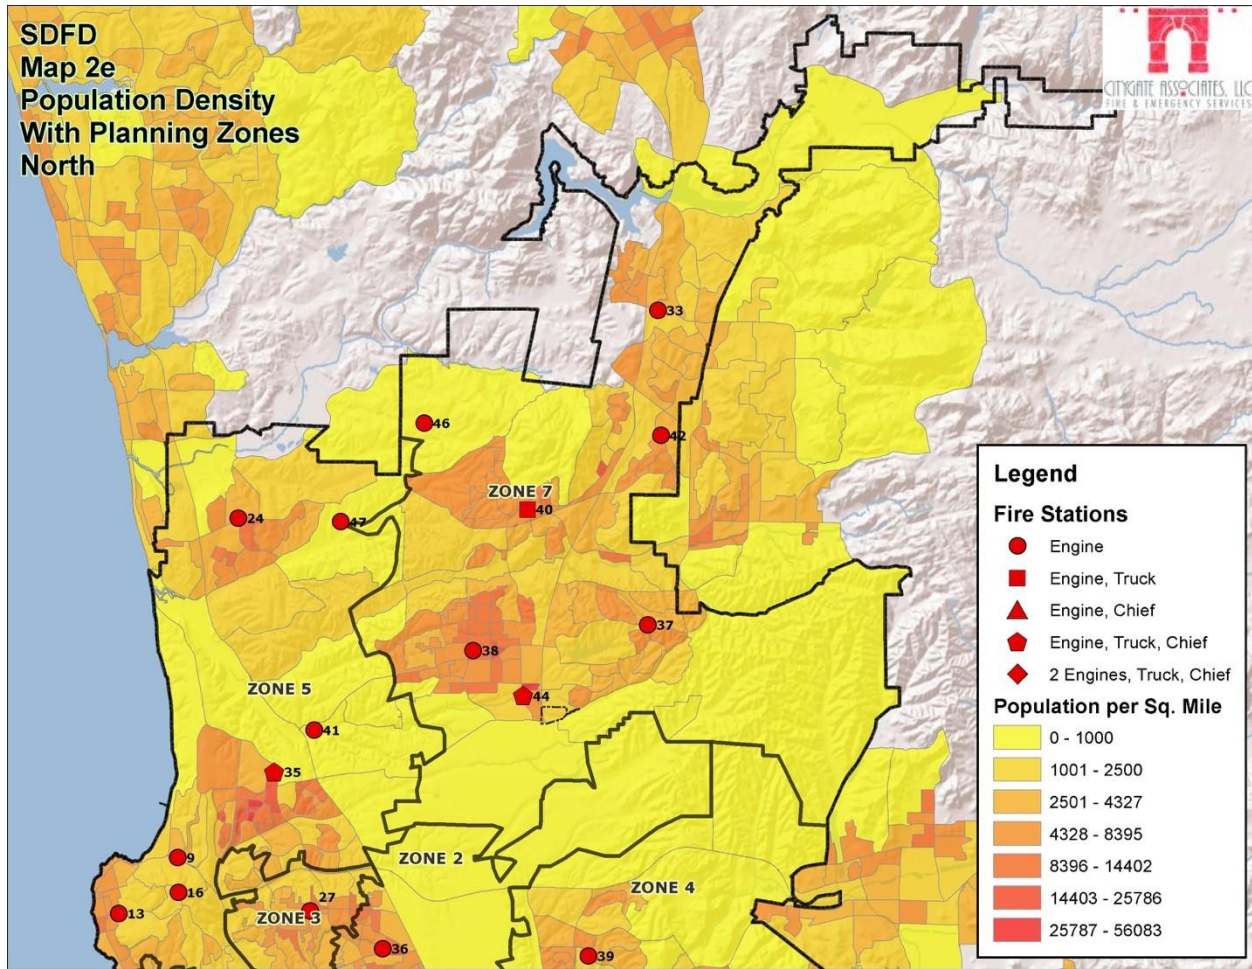 SDFD
Map 2e
Population Density
With Planning Zones
North
CITYGATE ASSOCIATES, LLC
FIRE & EMERGENCY SERVICES
33
46
42
ZONE 7
40
24
47
37
38
ZONE 5
44
41
35
9
ZONE 2
16
ZONE 4
27
13
ZONE 3
36
39
Legend
Fire Stations
Engine
Engine, Truck
Engine, Chief
Engine, Truck, Chief
2 Engines, Truck, Chief
Population per Sq. Mile
0 - 1000
1001 - 2500
2501 - 4327
4328 - 8395
8396 - 14402
14403 - 25786
25787 - 56083